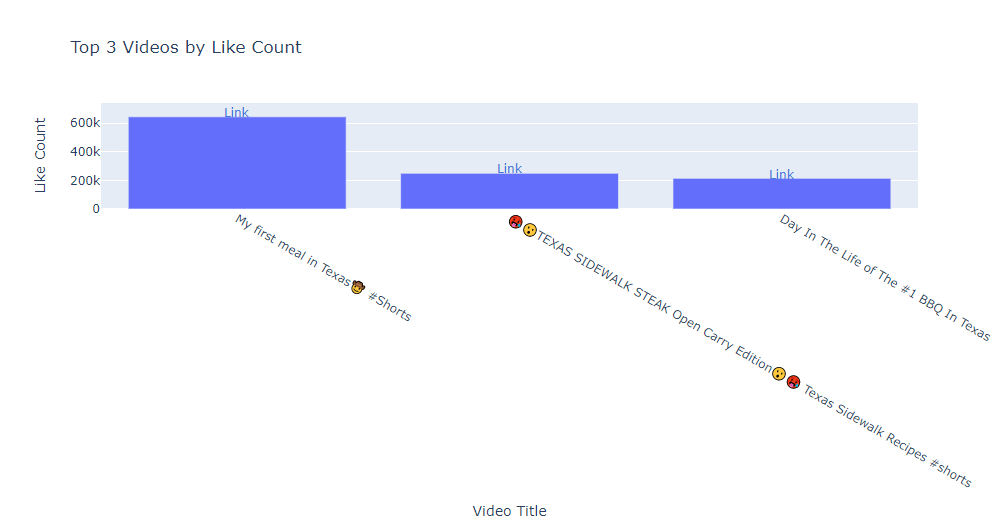 Top 3 Videos by Like Count
Like Count
600k
400k
200k
0
Link
Link
Link
My first meal in Texas🤠 #Shorts
🥵😮TEXAS SIDEWALK STEAK Open Carry Edition😮🥵 Texas Sidewalk Recipes #shorts
Day In The Life of The #1 BBQ In Texas
Video Title